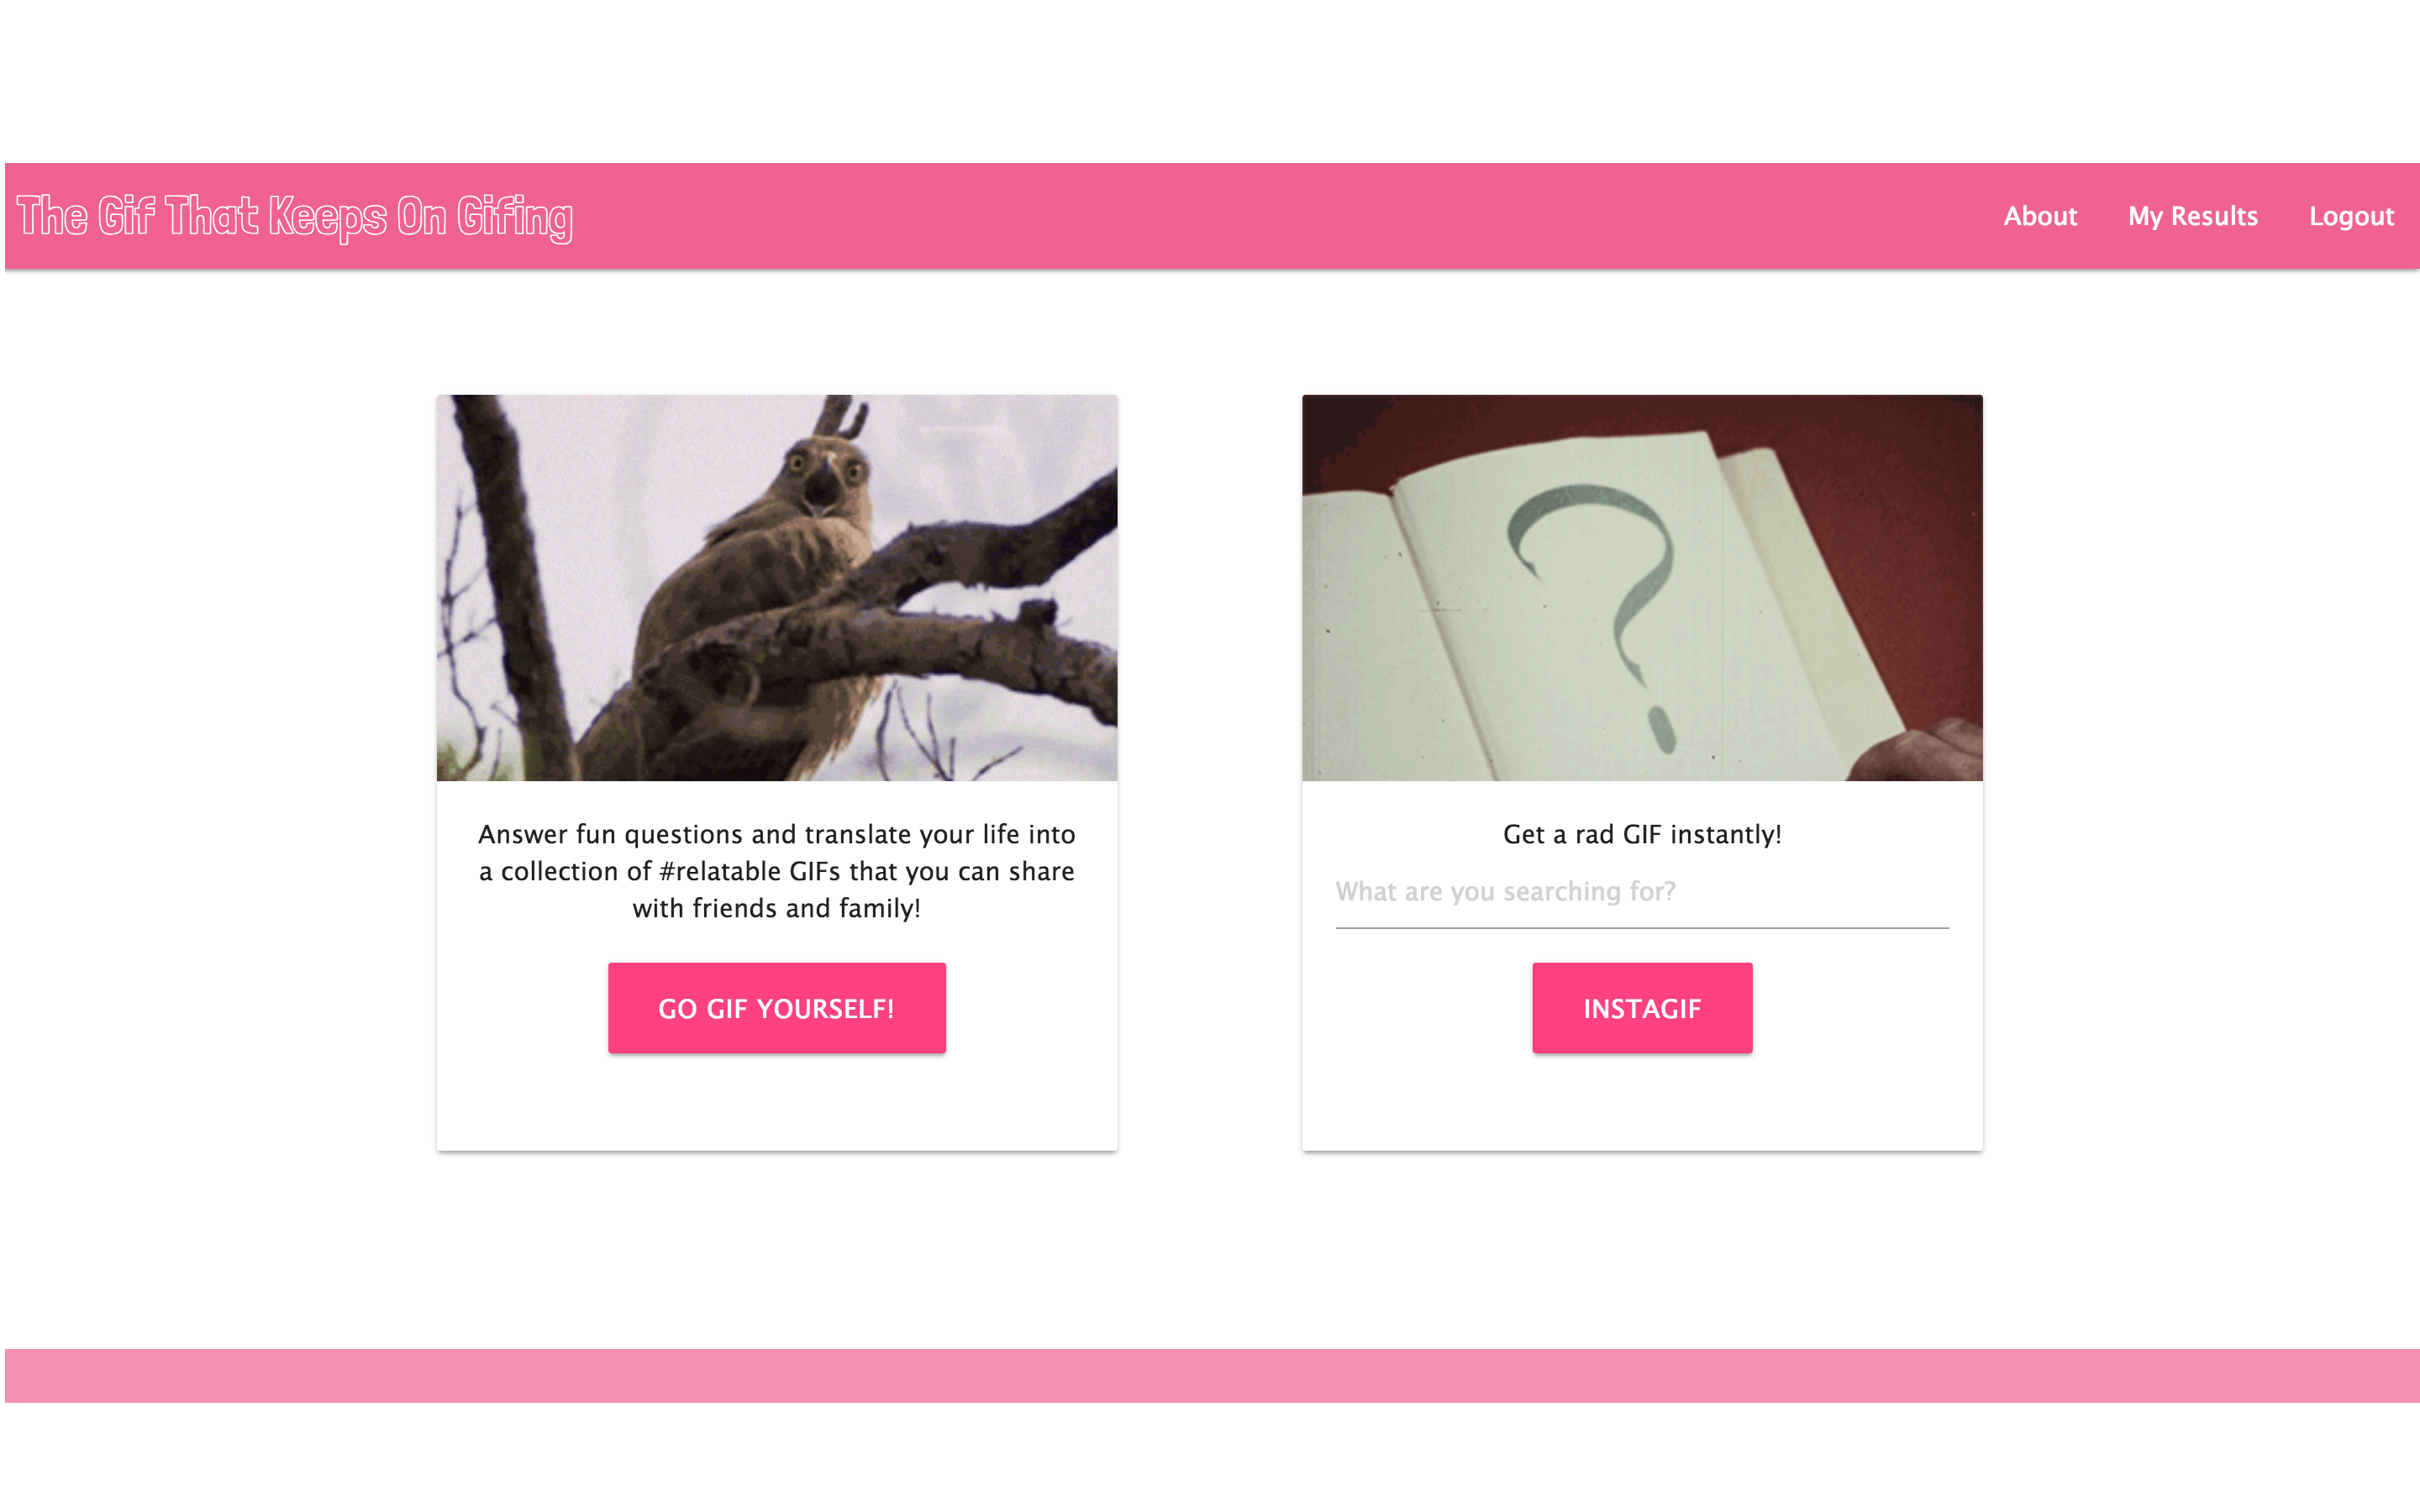 The Gif That Keeps On Gifing
About
My Results
Logout
Answer fun questions and translate your life into
a collection of #relatable GIFs that you can share
with friends and family!
GO GIF YOURSELF!
?
Get a rad GIF instantly!
What are you searching for?
INSTAGIF